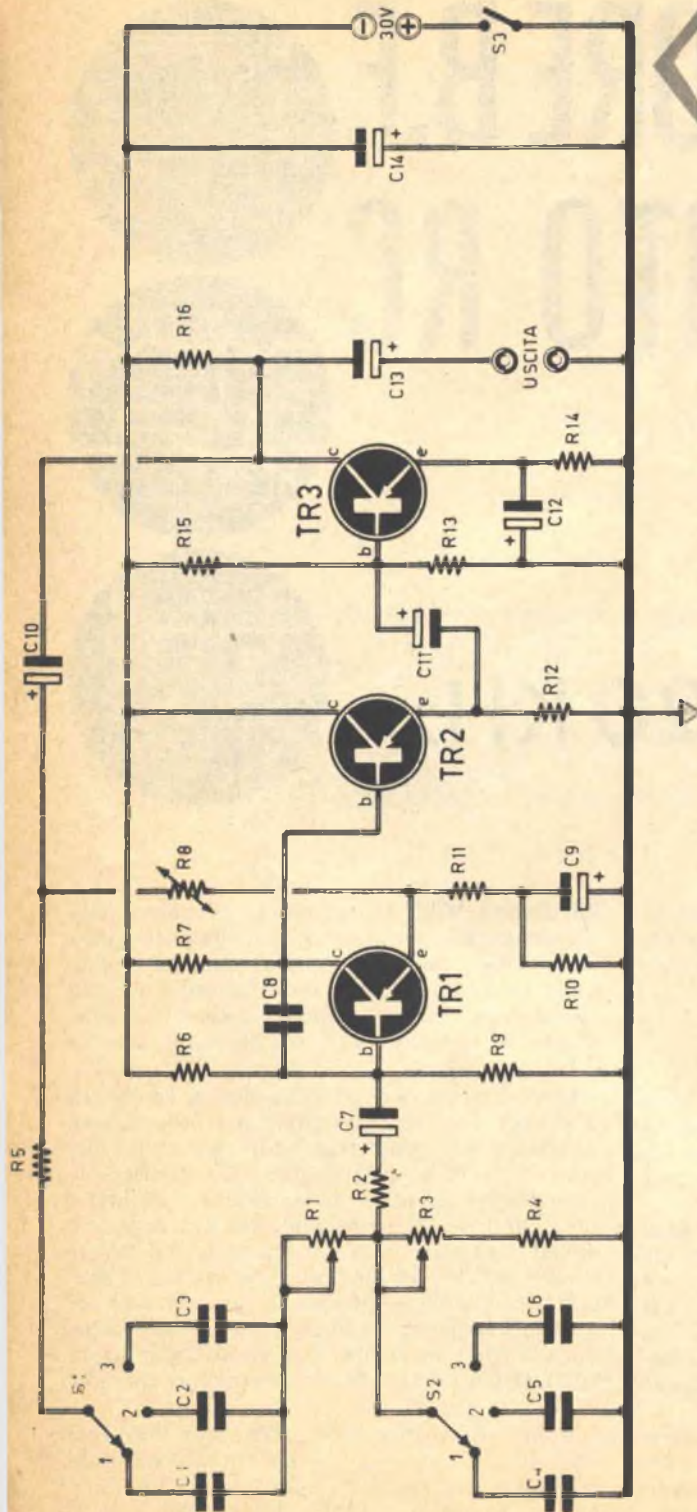 C10
+
R5
S1
1
2
3
C1
C2
C3
R1
R6
R7
R8
R15
R16
C8
30V
S3
R2
+
C7
b
c
e
TR1
b
c
e
TR2
b
c
e
TR3
+
C11
+
C13
+
C14
USCITA
S2
1
2
3
C4
C5
C6
R3
R4
R9
R10
R11
C9
+
R12
R13
+
C12
R14